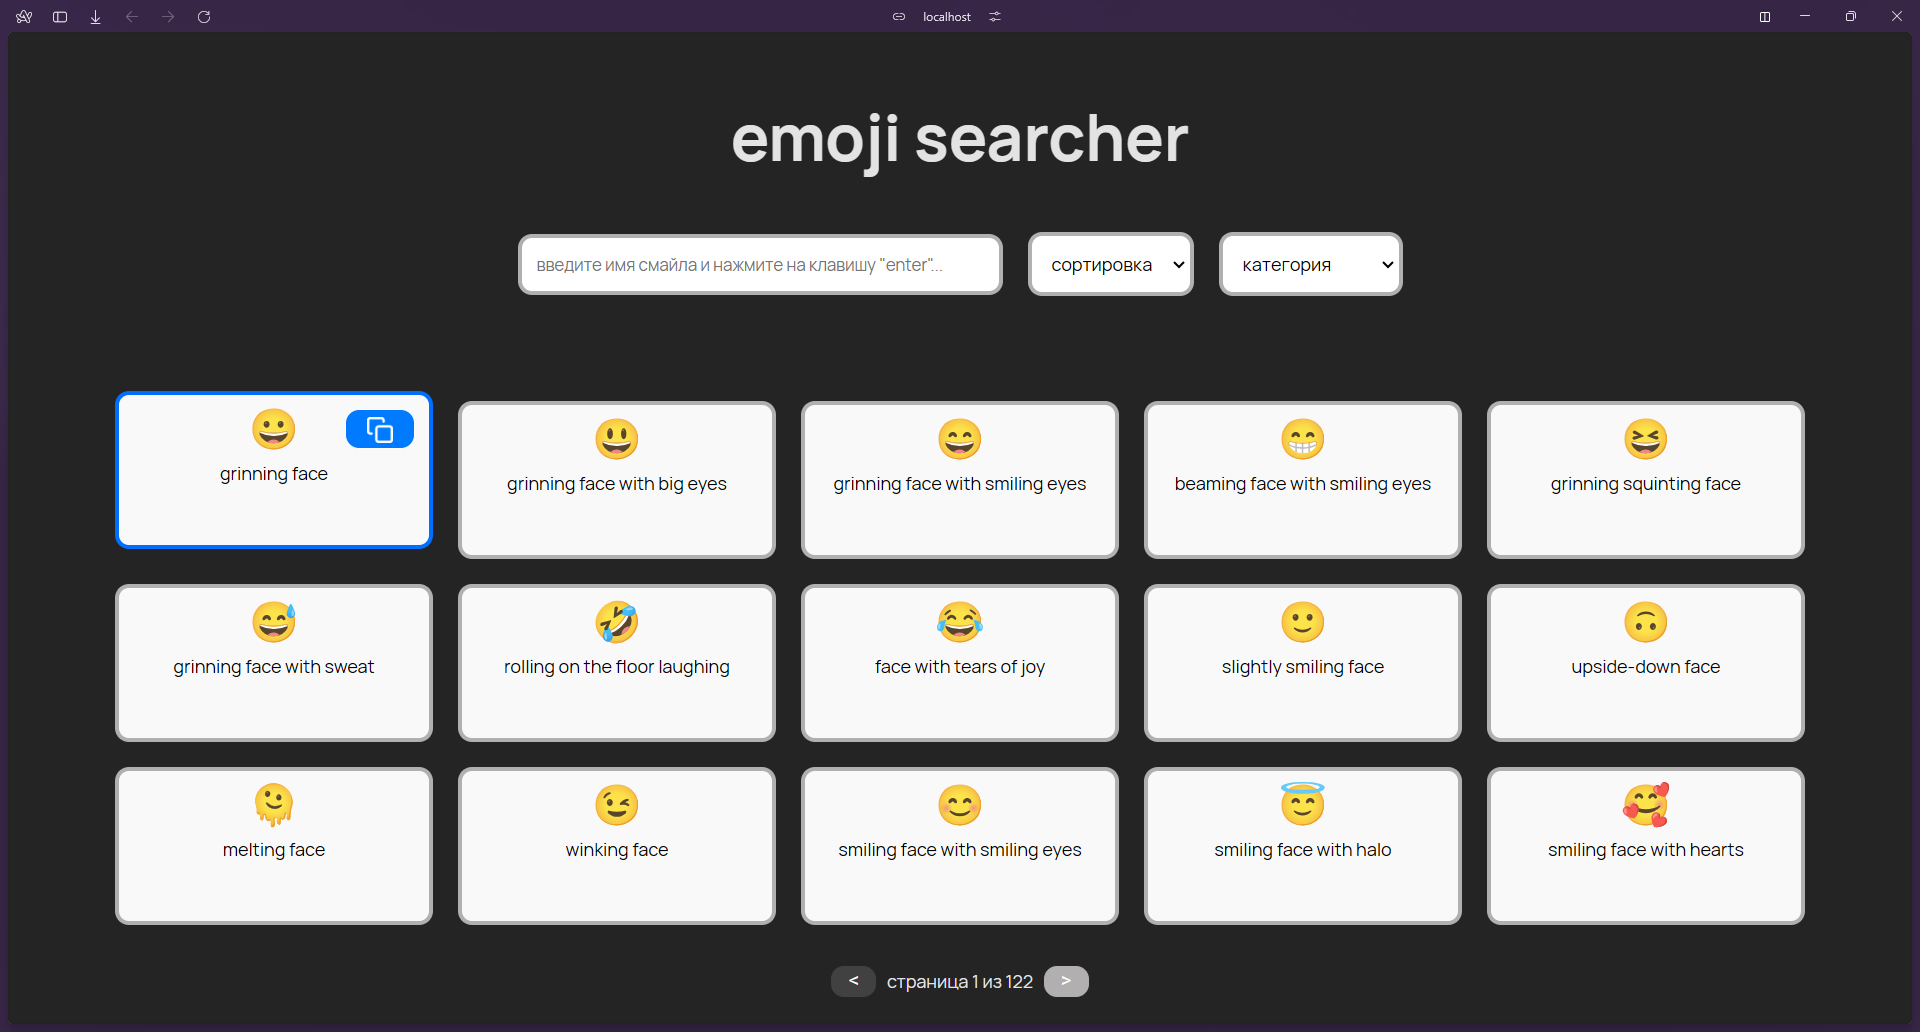 localhost
emoji searcher
введите имя смайла и нажмите на клавишу "enter"...
сортировка
категория
grinning face
grinning face with big eyes
grinning face with smiling eyes
beaming face with smiling eyes
grinning squinting face
grinning face with sweat
rolling on the floor laughing
face with tears of joy
slightly smiling face
upside-down face
melting face
winking face
smiling face with smiling eyes
smiling face with halo
smiling face with hearts
< страница 1 из 122 >